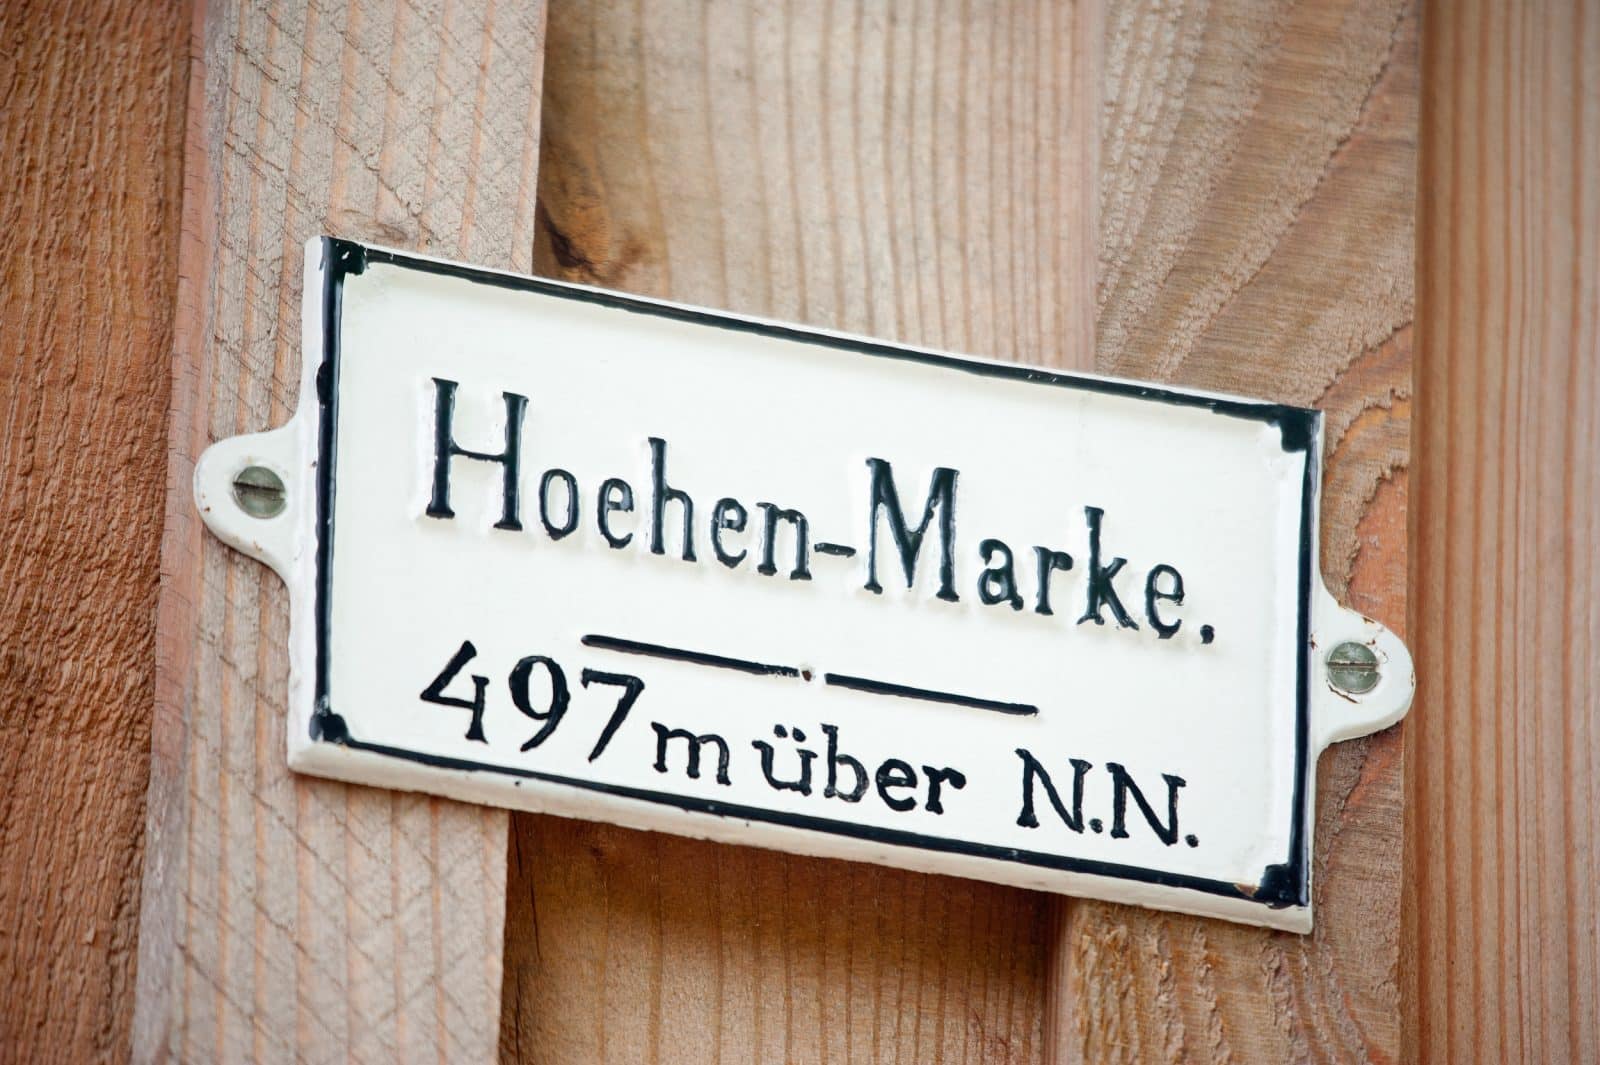 Hoehen-Marke.
497 m über N.N.